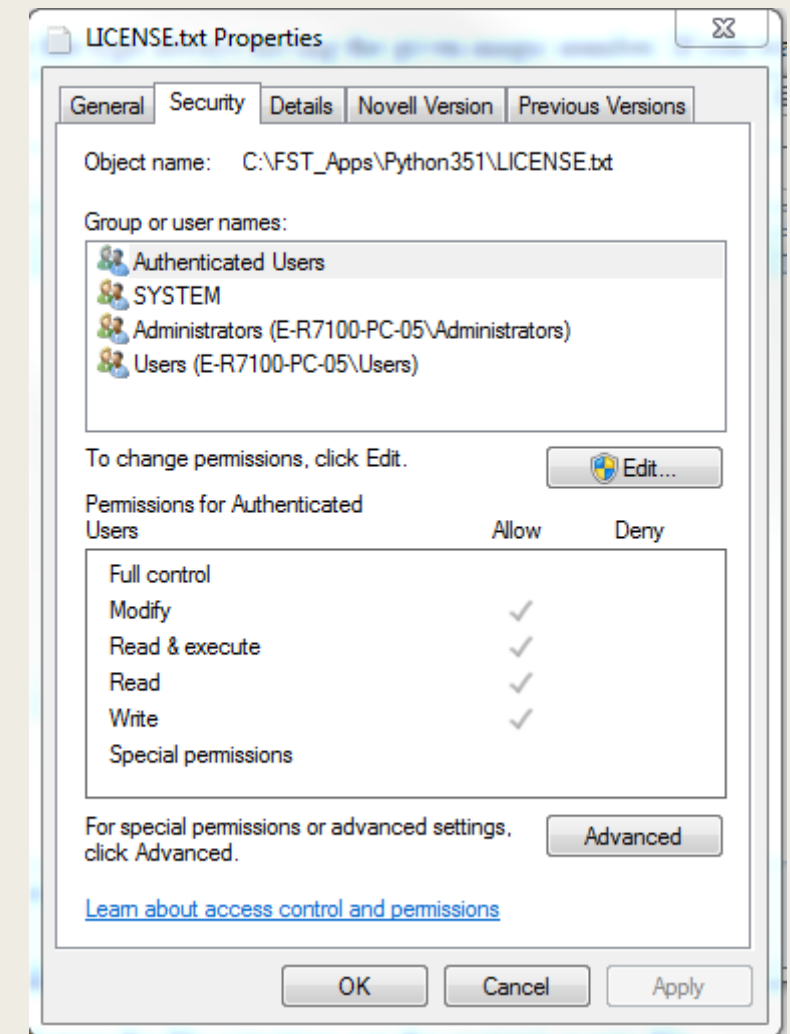 LICENSE.txt Properties
General Security Details Novell Version Previous Versions
Object name: C:\FST_Apps\Python351\LICENSE.txt
Group or user names:
Authenticated Users
SYSTEM
Administrators (E-R7100-PC-05\Administrators)
Users (E-R7100-PC-05\Users)
To change permissions, click Edit.
Edit...
Permissions for Authenticated
Users Allow Deny
Full control
Modify
Read & execute
Read
Write
Special permissions
For special permissions or advanced settings,
click Advanced.
Advanced
Learn about access control and permissions
OK Cancel Apply